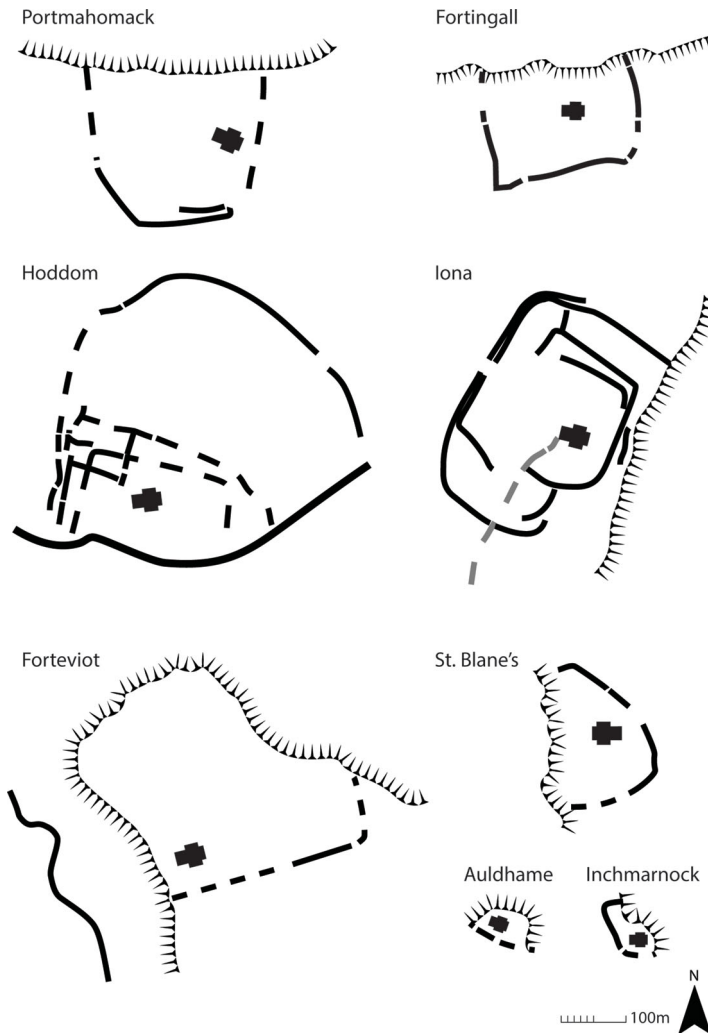 Portmahomack
Fortingall
Hoddom
Iona
Forteviot
St. Blane's
Auldhame
Inchmarnock
N
100m